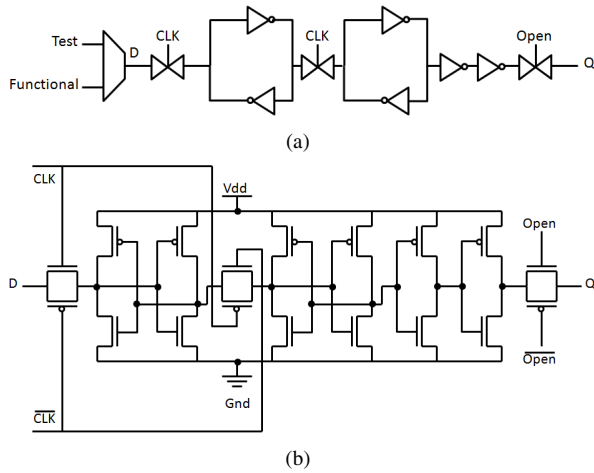 Test
Functional
D
CLK
CLK
Open
Q
(a)
CLK
Vdd
Open
D
Q
CLK
Gnd
Open
(b)